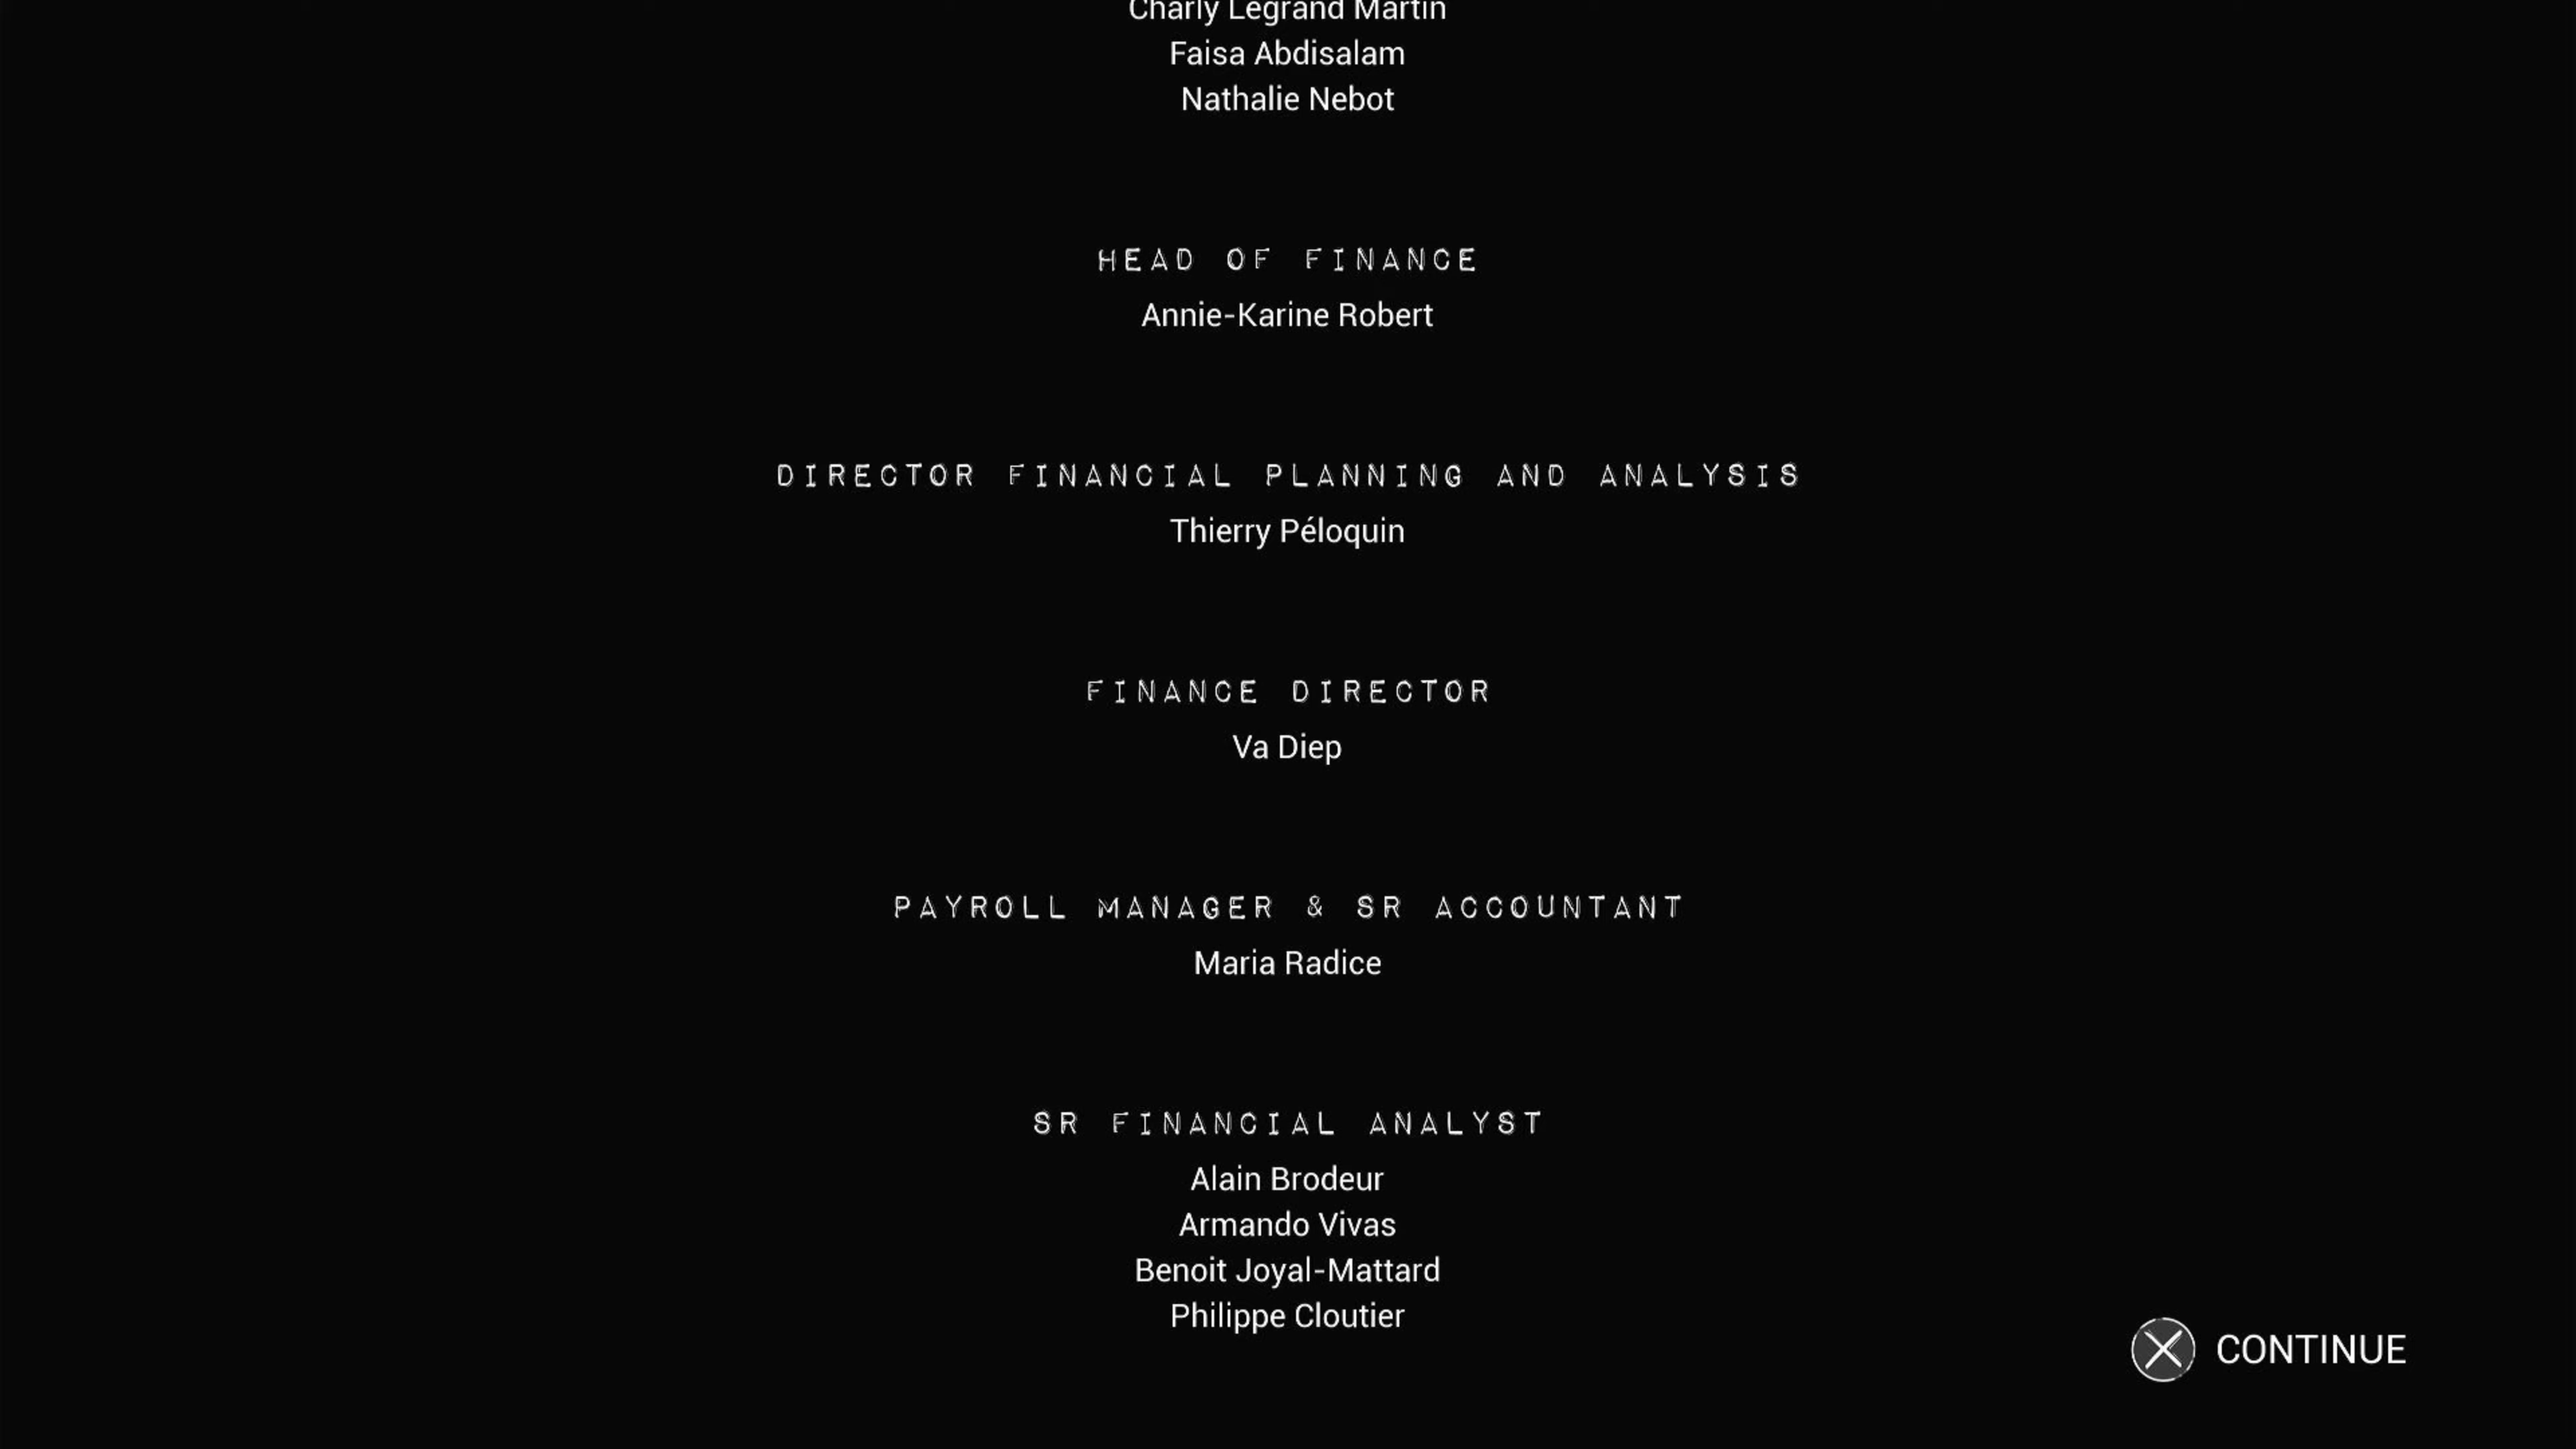 Charly Legrand Martin
Faisa Abdisalam
Nathalie Nebot
HEAD OF FINANCE
Annie-Karine Robert
DIRECTOR FINANCIAL PLANNING AND ANALYSIS
Thierry Péloquin
FINANCE DIRECTOR
Va Diep
PAYROLL MANAGER & SR ACCOUNTANT
Maria Radice
SR FINANCIAL ANALYST
Alain Brodeur
Armando Vivas
Benoit Joyal-Mattard
Philippe Cloutier
CONTINUE